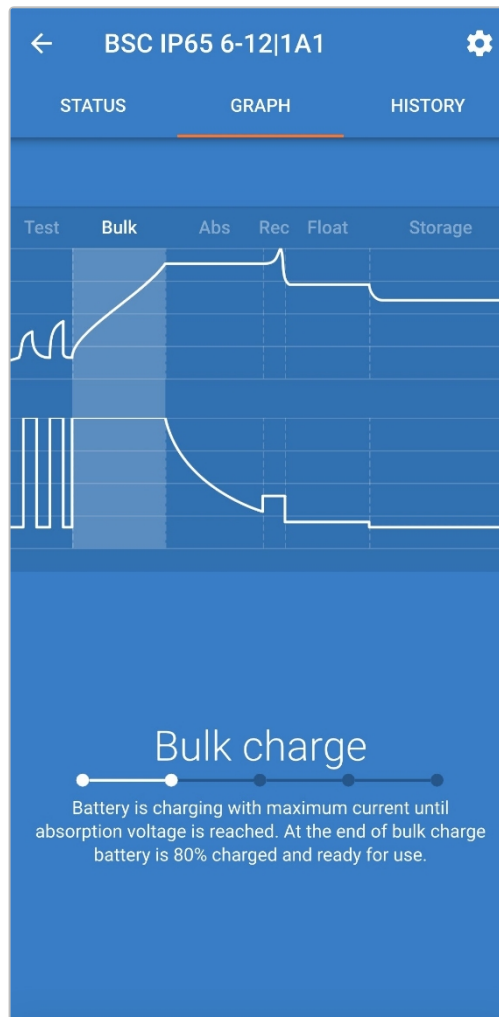 BSC IP65 6-12|1A1
STATUS GRAPH HISTORY
Test Bulk Abs Rec Float Storage
Bulk charge
Battery is charging with maximum current until
absorption voltage is reached. At the end of bulk charge
battery is 80% charged and ready for use.